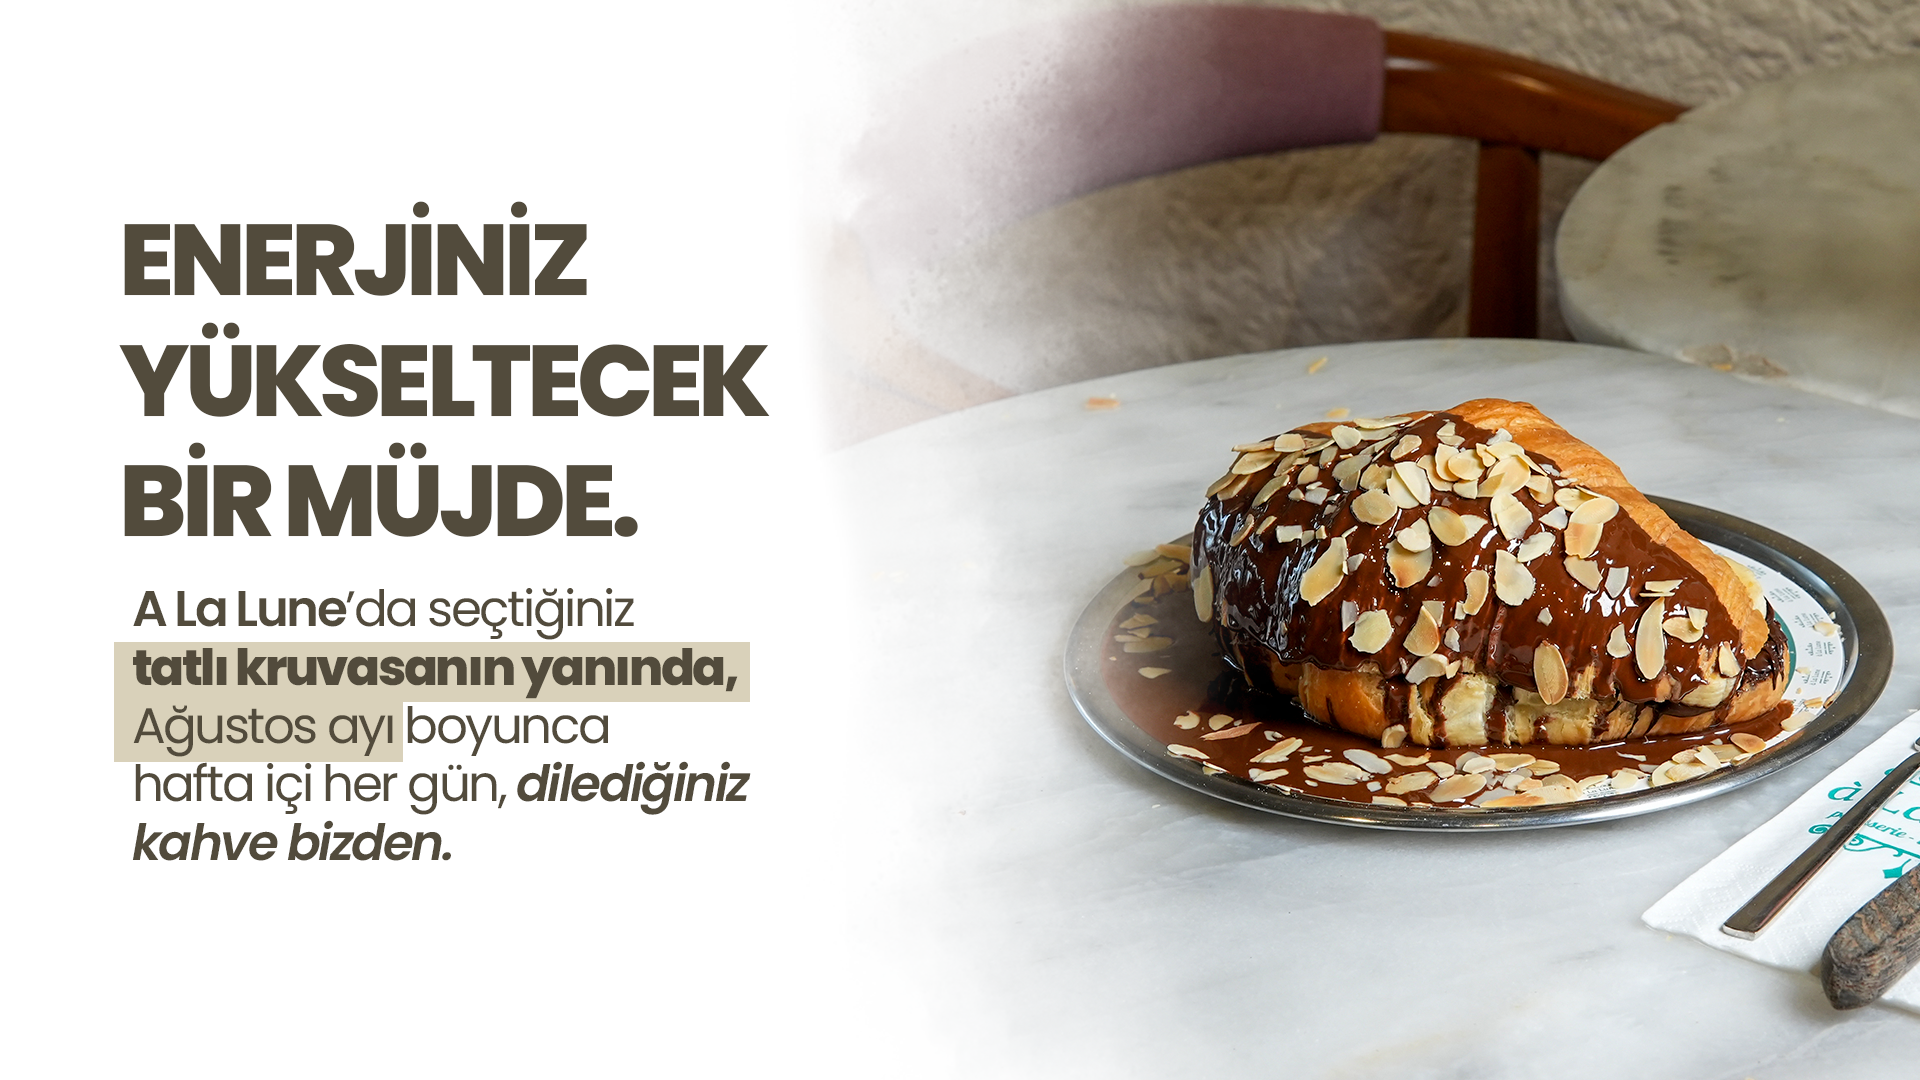 ENERJİNİZ
YÜKSELTECEK
BİR MÜJDE.
A La Lune’da seçtiğiniz
tatlı kruvasanın yanında,
Ağustos ayı boyunca
hafta içi her gün, dilediğiniz
kahve bizden.